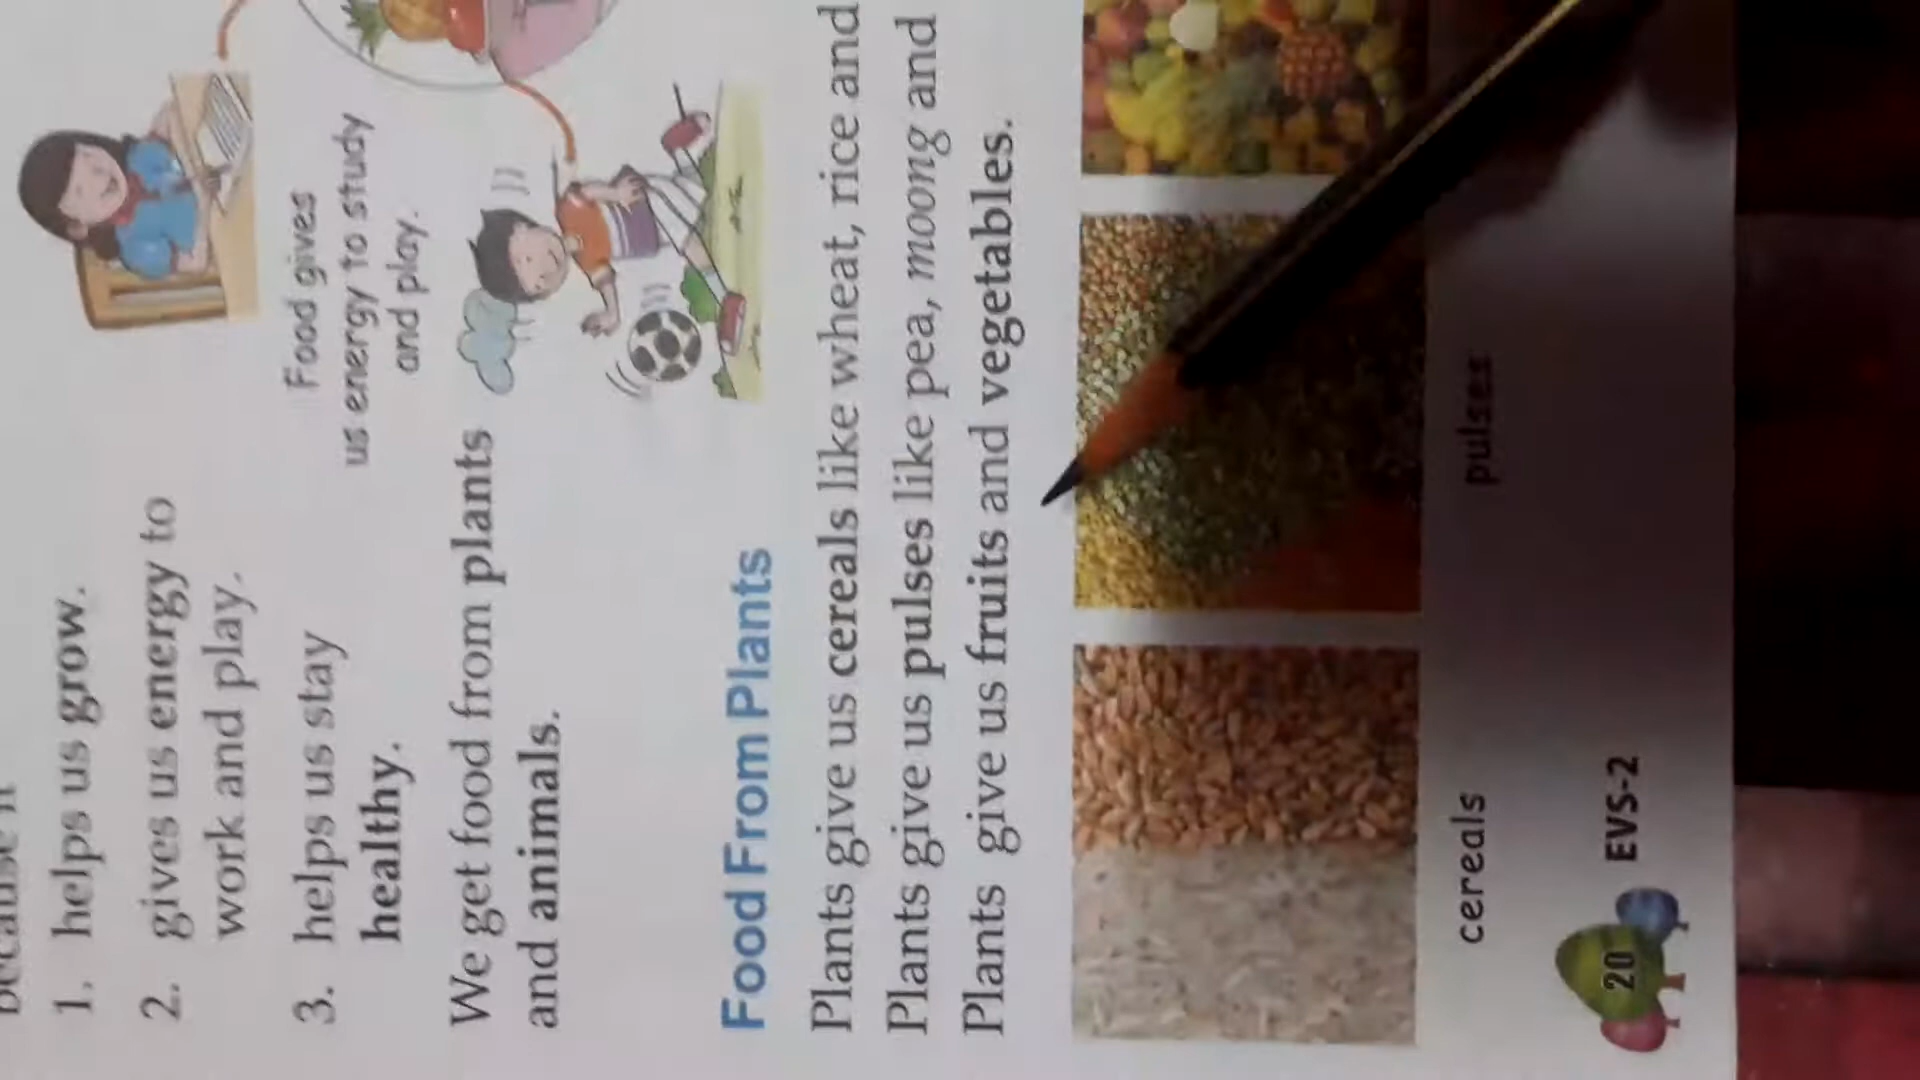 1. helps us grow.
2. gives us energy to
work and play.
3. helps us stay
healthy.
Food gives
us energy to study
and play.
We get food from plants
and animals.
Food From Plants
Plants give us cereals like wheat, rice and
Plants give us pulses like pea, moong and
Plants give us fruits and vegetables.
cereals
pulses
20 EVS-2